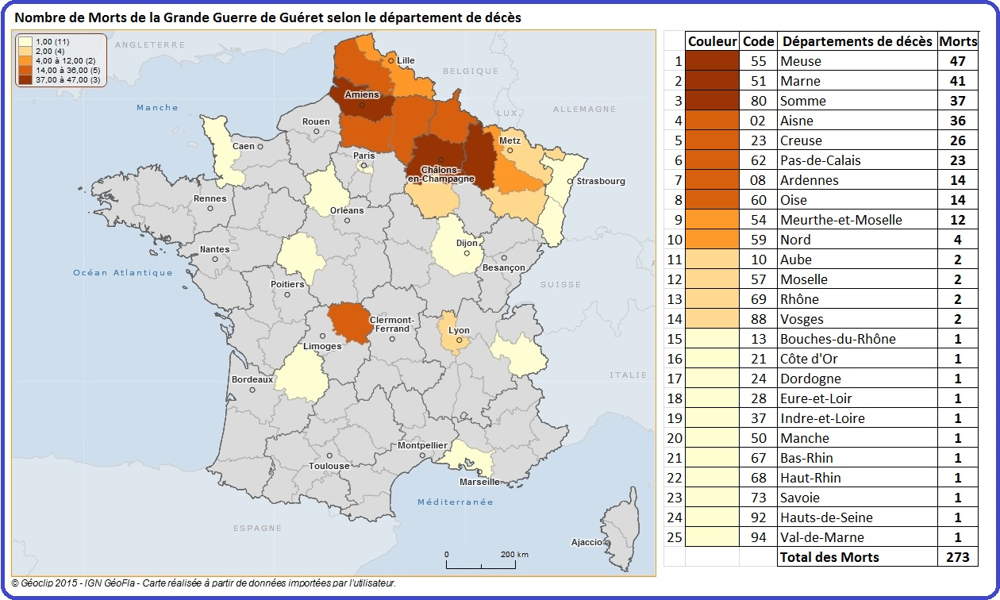 Nombre de Morts de la Grande Guerre de Guéret selon le département de décès
1,00 (11)
2,00 (4)
4,00 à 12,00 (2)
14,00 à 36,00 (5)
37,00 à 47,00 (3)
ANGLETERRE
Lille
BELGIQUE
Manche
Amiens
ALLEMAGNE
LUX.
Rouen
Metz
Caen
Paris
Châlons-
en-Champagne
Strasbourg
Rennes
Orléans
Dijon
Nantes
Besançon
Océan Atlantique
Poitiers
SUISSE
Clermont-
Ferrand
Lyon
Limoges
ITALIE
Bordeaux
Montpellier
Toulouse
Marseille
Méditerranée
ESPAGNE
Ajaccio
0 200 km
Couleur Code Départements de décès Morts
1 55 Meuse 47
2 51 Marne 41
3 80 Somme 37
4 02 Aisne 36
5 23 Creuse 26
6 62 Pas-de-Calais 23
7 08 Ardennes 14
8 60 Oise 14
9 54 Meurthe-et-Moselle 12
10 59 Nord 4
11 10 Aube 2
12 57 Moselle 2
13 69 Rhône 2
14 88 Vosges 2
15 13 Bouches-du-Rhône 1
16 21 Côte d'Or 1
17 24 Dordogne 1
18 28 Eure-et-Loir 1
19 37 Indre-et-Loire 1
20 50 Manche 1
21 67 Bas-Rhin 1
22 68 Haut-Rhin 1
23 73 Savoie 1
24 92 Hauts-de-Seine 1
25 94 Val-de-Marne 1
Total des Morts 273
© Géoclip 2015 - IGN GéoFla - Carte réalisée à partir de données importées par l'utilisateur.